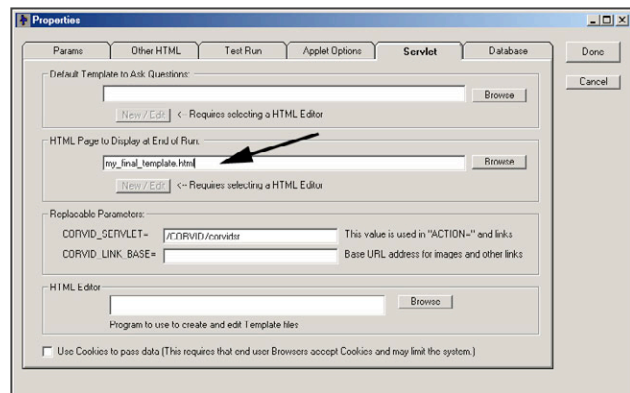 Properties
Params
Other HTML
Test Run
Applet Options
Servlet
Database
Done
Cancel
Default Template to Ask Questions:
Browse
New / Edit <-- Requires selecting a HTML Editor
HTML Page to Display at End of Run:
my_final_template.html
Browse
New / Edit <-- Requires selecting a HTML Editor
Replacable Parameters:
CORVID_SERVLET= /CORVID/corvidsr This value is used in "ACTION=" and links
CORVID_LINK_BASE= Base URL address for images and other links
HTML Editor
Browse
Program to use to create and edit Template files
Use Cookies to pass data (This requires that end user Browsers accept Cookies and may limit the system.)